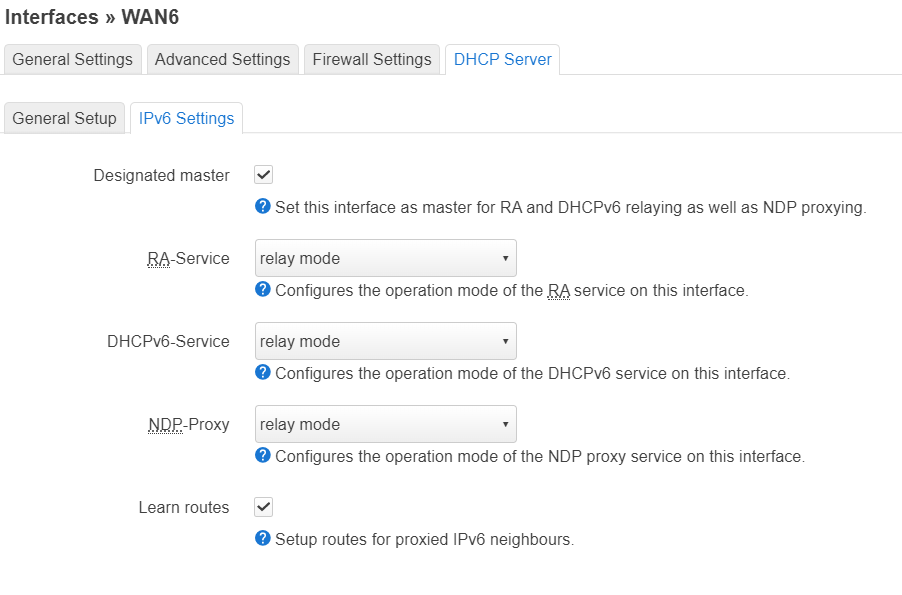 Interfaces » WAN6
General Settings Advanced Settings Firewall Settings DHCP Server
General Setup IPv6 Settings
Designated master
Set this interface as master for RA and DHCPv6 relaying as well as NDP proxying.
RA-Service relay mode
Configures the operation mode of the RA service on this interface.
DHCPv6-Service relay mode
Configures the operation mode of the DHCPv6 service on this interface.
NDP-Proxy relay mode
Configures the operation mode of the NDP proxy service on this interface.
Learn routes
Setup routes for proxied IPv6 neighbours.